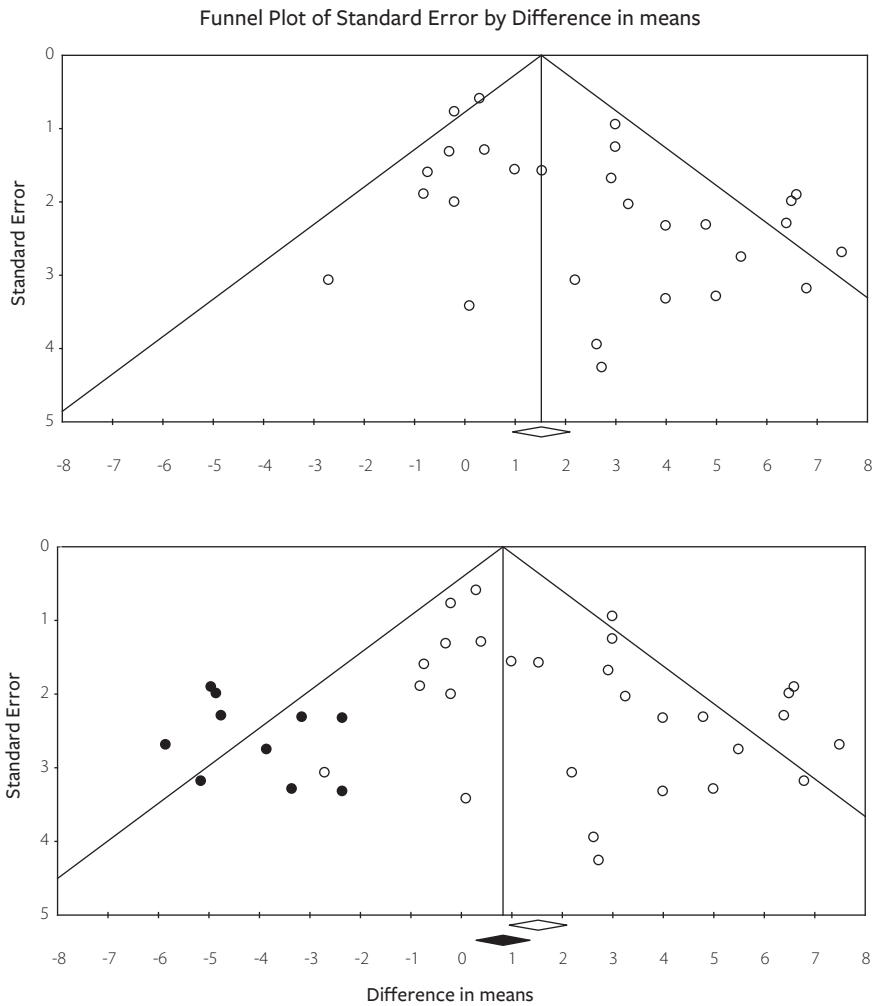 Funnel Plot of Standard Error by Difference in means
0
1
2
3
4
5
Standard Error
-8 -7 -6 -5 -4 -3 -2 -1 0 1 2 3 4 5 6 7 8
0
1
2
3
4
5
Standard Error
-8 -7 -6 -5 -4 -3 -2 -1 0 1 2 3 4 5 6 7 8
Difference in means